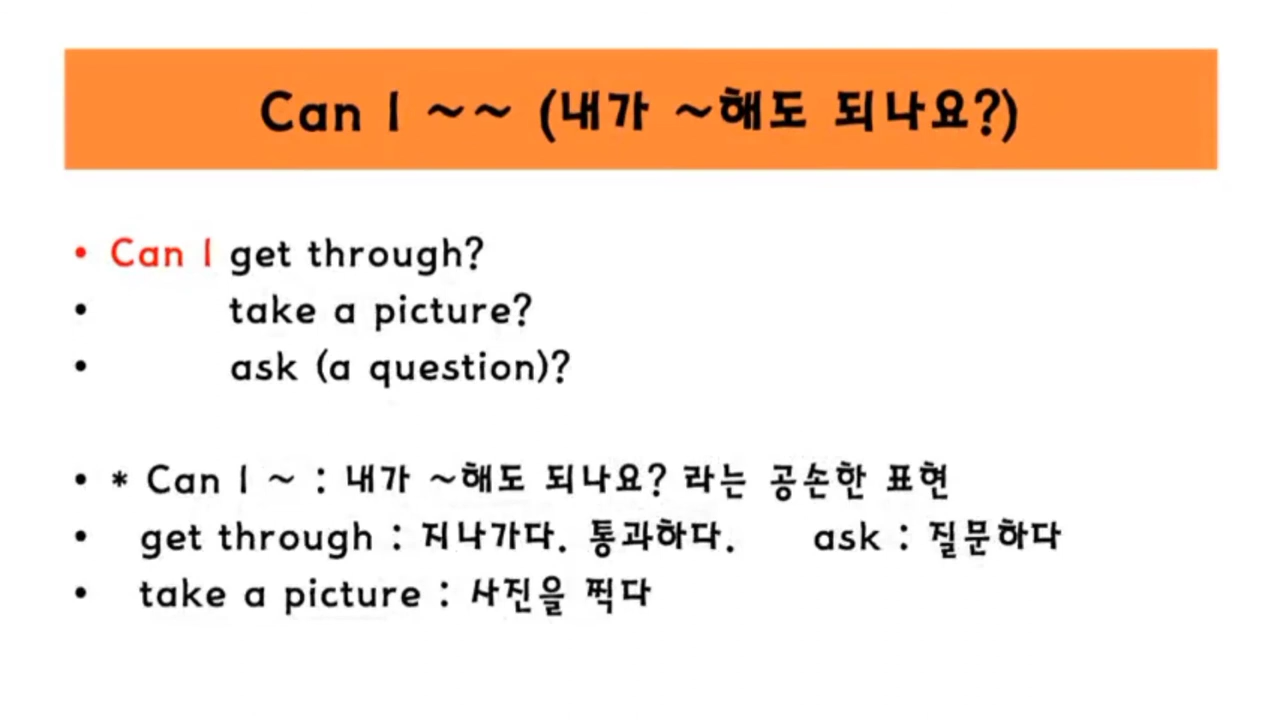 Can I ~~ (내가 ~해도 되나요?)
• Can I get through?
• take a picture?
• ask (a question)?
• * Can I ~ : 내가 ~해도 되나요? 라는 공손한 표현
• get through : 지나가다. 통과하다. ask : 질문하다
• take a picture : 사진을 찍다